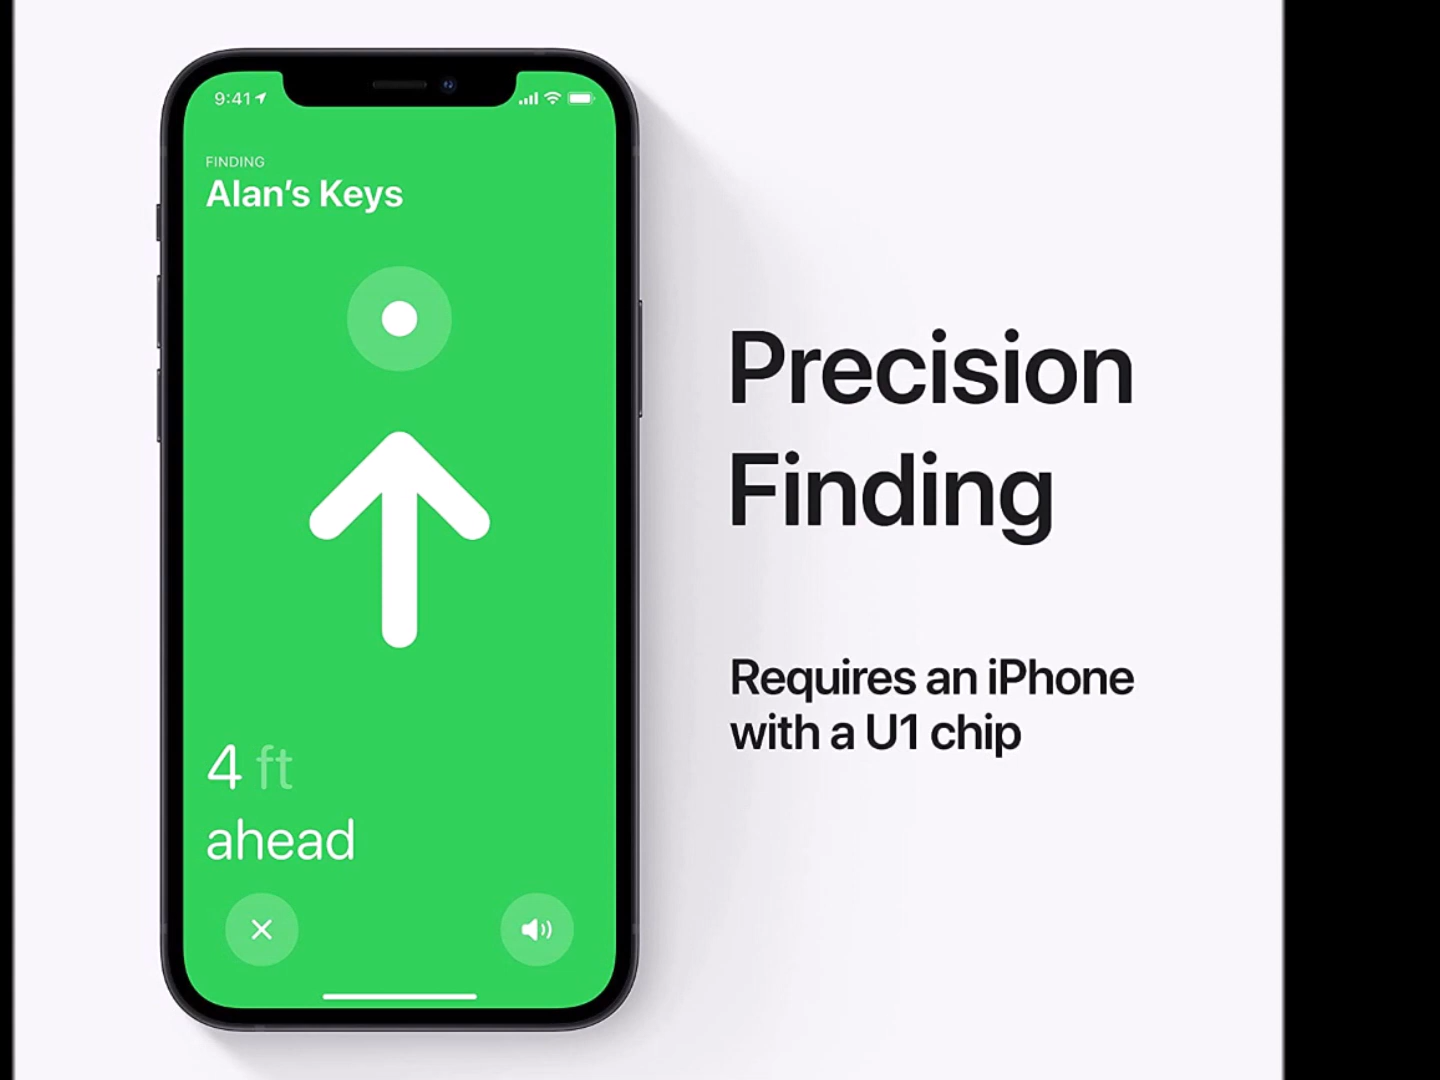 9:41
FINDING
Alan's Keys
4 ft
ahead
Precision
Finding
Requires an iPhone
with a U1 chip